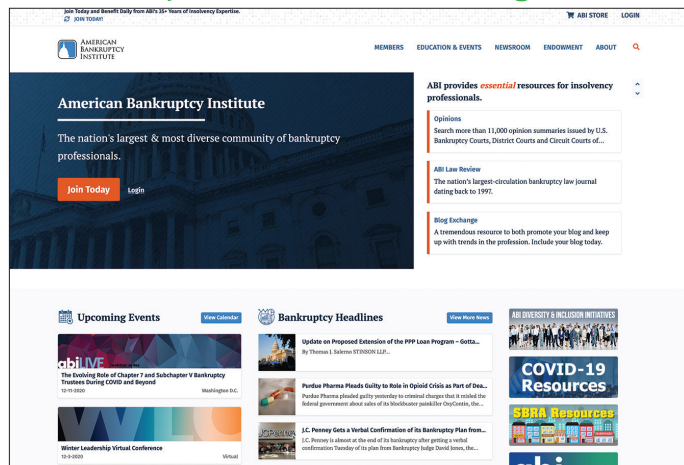 Join Today and Benefit Daily from ABI's 35+ Years of Insolvency Expertise.
JOIN TODAY!
ABI STORE
LOGIN
AMERICAN
BANKRUPTCY
INSTITUTE
MEMBERS
EDUCATION & EVENTS
NEWSROOM
ENDOWMENT
ABOUT
American Bankruptcy Institute
The nation's largest & most diverse community of bankruptcy
professionals.
Join Today
Login
ABI provides essential resources for insolvency
professionals.
Opinions
Search more than 11,000 opinion summaries issued by U.S.
Bankruptcy Courts, District Courts and Circuit Courts of...
ABI Law Review
The nation's largest-circulation bankruptcy law journal
dating back to 1997.
Blog Exchange
A tremendous resource to both promote your blog and keep
up with trends in the profession. Include your blog today.
Upcoming Events
View Calendar
abiLIVE
The Evolving Role of Chapter 7 and Subchapter V Bankruptcy
Trustees During COVID and Beyond
12-11-2020
Washington D.C.
Winter Leadership Virtual Conference
12-3-2020
Virtual
Bankruptcy Headlines
View More News
Update on Proposed Extension of the PPP Loan Program – Gotta...
By Thomas J. Salerno STINSON LLP...
Purdue Pharma Pleads Guilty to Role in Opioid Crisis as Part of Dea...
Purdue Pharma pleaded guilty yesterday to criminal charges that it misled the
federal government about sales of its blockbuster painkiller OxyContin, the...
JCPenney
J.C. Penney Gets a Verbal Confirmation of its Bankruptcy Plan from...
J.C. Penney is almost at the end of its bankruptcy after getting a verbal
confirmation Tuesday of its plan from Bankruptcy Judge David Jones, the...
ABI DIVERSITY & INCLUSION INITIATIVES
COVID-19
Resources
SBRA Resources
abi